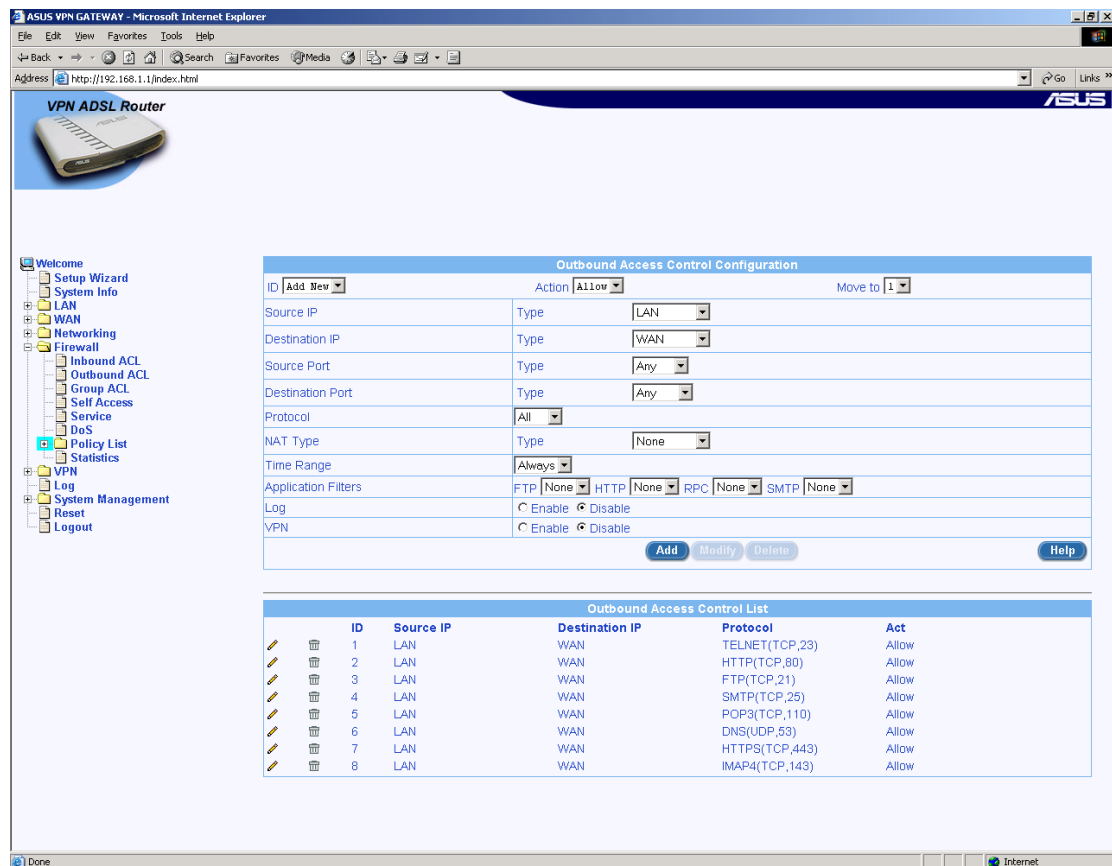 ASUS VPN GATEWAY - Microsoft Internet Explorer
File Edit View Favorites Tools Help
Back Search Favorites Media
Address http://192.168.1.1/index.html Go Links »
VPN ADSL Router
ASUS
Welcome
Setup Wizard
System Info
LAN
WAN
Networking
Firewall
Inbound ACL
Outbound ACL
Group ACL
Self Access
Service
DoS
Policy List
Statistics
VPN
Log
System Management
Reset
Logout
Outbound Access Control Configuration
ID Add New Action Allow Move to 1
Source IP Type LAN
Destination IP Type WAN
Source Port Type Any
Destination Port Type Any
Protocol All
NAT Type Type None
Time Range Always
Application Filters FTP None HTTP None RPC None SMTP None
Log Enable Disable
VPN Enable Disable
Add Modify Delete Help
Outbound Access Control List
ID Source IP Destination IP Protocol Act
1 LAN WAN TELNET(TCP,23) Allow
2 LAN WAN HTTP(TCP,80) Allow
3 LAN WAN FTP(TCP,21) Allow
4 LAN WAN SMTP(TCP,25) Allow
5 LAN WAN POP3(TCP,110) Allow
6 LAN WAN DNS(UDP,53) Allow
7 LAN WAN HTTPS(TCP,443) Allow
8 LAN WAN IMAP4(TCP,143) Allow
Done Internet